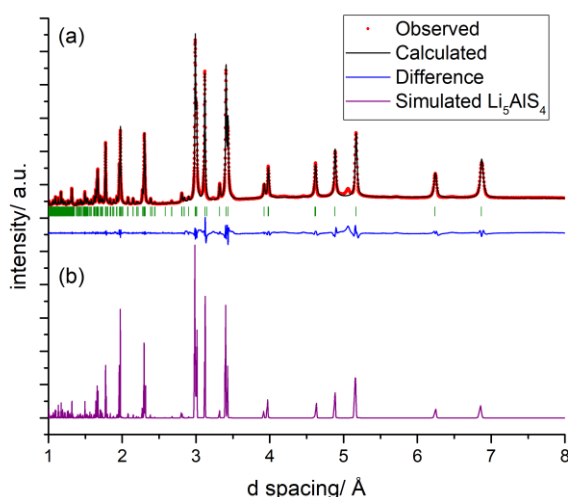 (a)
Observed
Calculated
Difference
Simulated Li₅AlS₄
(b)
intensity/ a.u.
1 2 3 4 5 6 7 8
d spacing/ Å